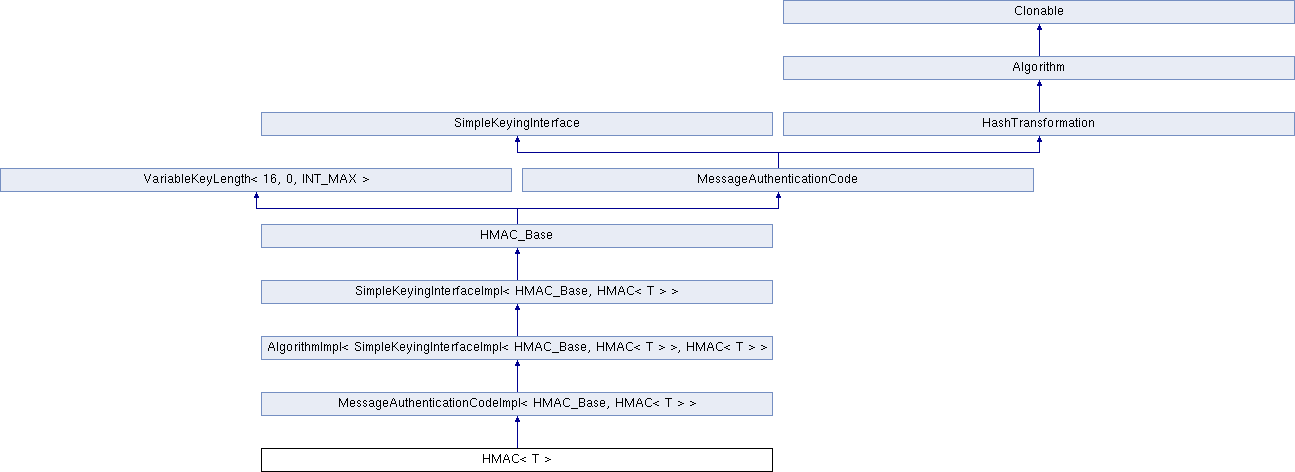 Clonable
Algorithm
SimpleKeyingInterface
HashTransformation
VariableKeyLength< 16, 0, INT_MAX >
MessageAuthenticationCode
HMAC_Base
SimpleKeyingInterfaceImpl< HMAC_Base, HMAC< T > >
AlgorithmImpl< SimpleKeyingInterfaceImpl< HMAC_Base, HMAC< T > >, HMAC< T > >
MessageAuthenticationCodeImpl< HMAC_Base, HMAC< T > >
HMAC< T >